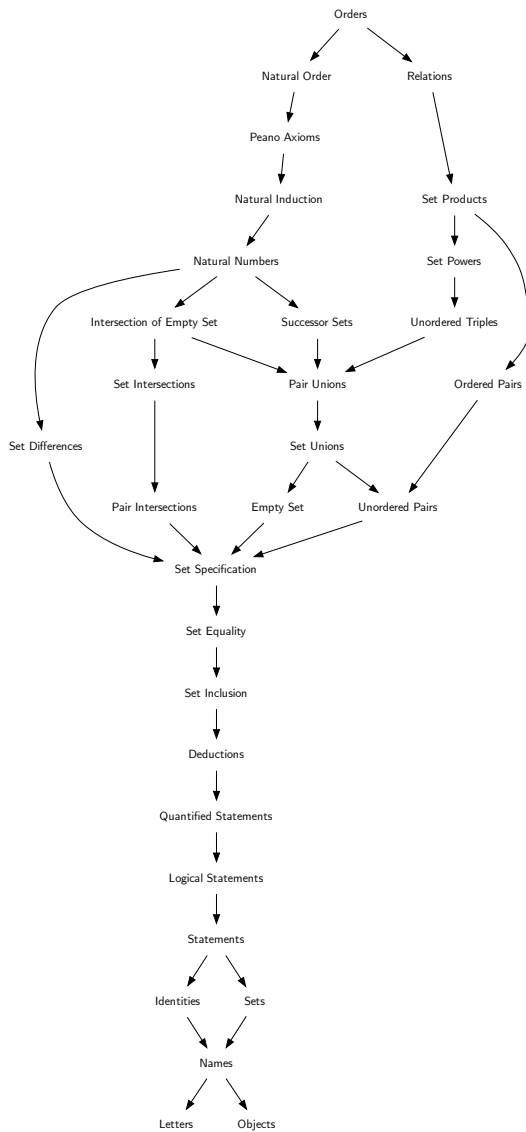 Orders
Natural Order
Relations
Peano Axioms
Natural Induction
Set Products
Natural Numbers
Set Powers
Intersection of Empty Set
Successor Sets
Unordered Triples
Set Intersections
Pair Unions
Ordered Pairs
Set Differences
Set Unions
Pair Intersections
Empty Set
Unordered Pairs
Set Specification
Set Equality
Set Inclusion
Deductions
Quantified Statements
Logical Statements
Statements
Identities
Sets
Names
Letters
Objects